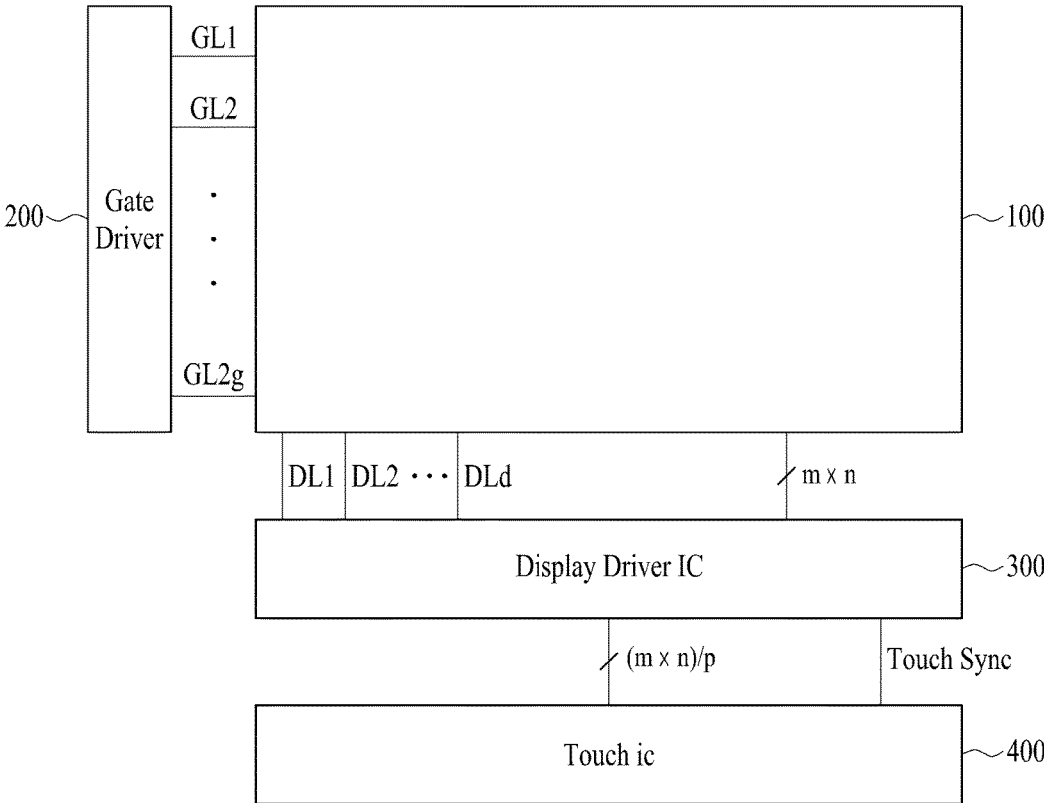 GL1
GL2
200
Gate
Driver
100
GL2g
DL1
DL2
DLd
m × n
Display Driver IC
300
(m × n)/p
Touch Sync
Touch ic
400